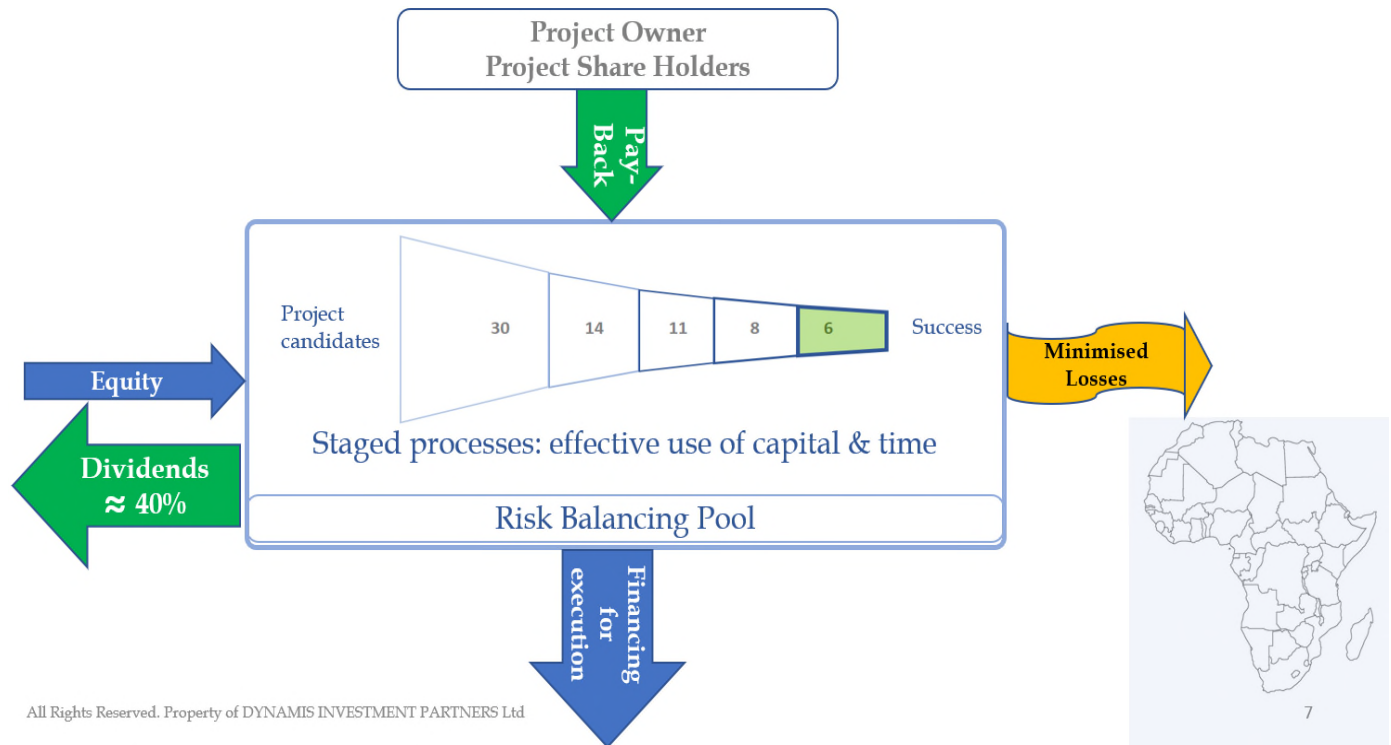 Project Owner
Project Share Holders
Pay-
Back
Project
candidates
30
14
11
8
6
Success
Equity
Minimised
Losses
Staged processes: effective use of capital & time
Dividends
≈ 40%
Risk Balancing Pool
Financing
for
execution
All Rights Reserved. Property of DYNAMIS INVESTMENT PARTNERS Ltd
7